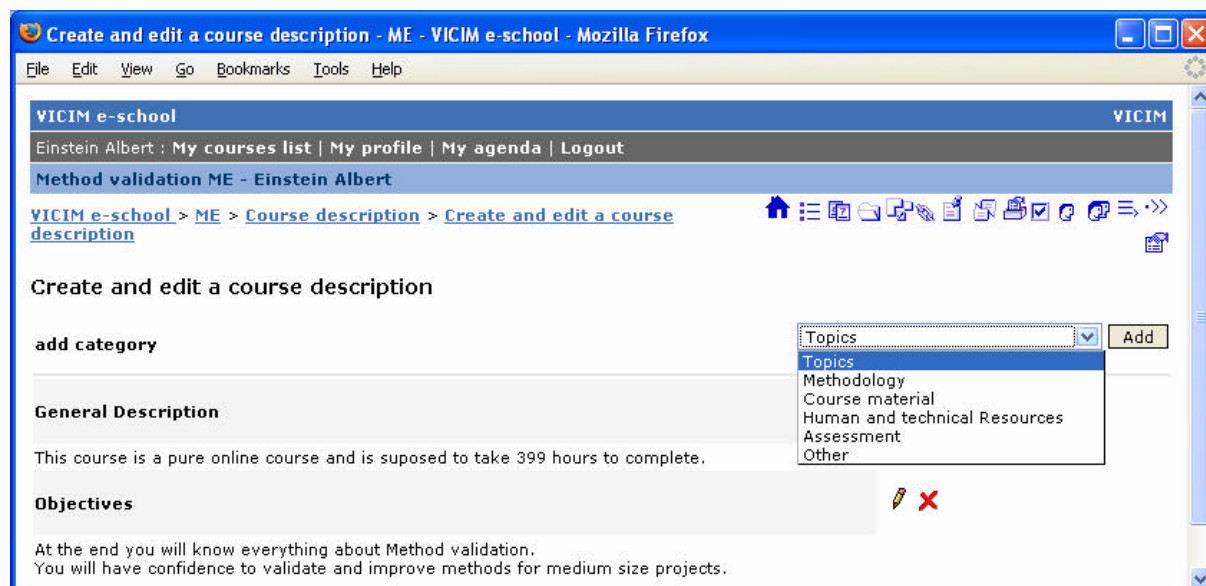 Create and edit a course description - ME - VICIM e-school - Mozilla Firefox
File Edit View Go Bookmarks Tools Help
VICIM e-school VICIM
Einstein Albert : My courses list | My profile | My agenda | Logout
Method validation ME - Einstein Albert
VICIM e-school > ME > Course description > Create and edit a course
description
Create and edit a course description
add category Topics Add
Topics
Methodology
Course material
Human and technical Resources
Assessment
Other
General Description
This course is a pure online course and is suposed to take 399 hours to complete.
Objectives
At the end you will know everything about Method validation.
You will have confidence to validate and improve methods for medium size projects.